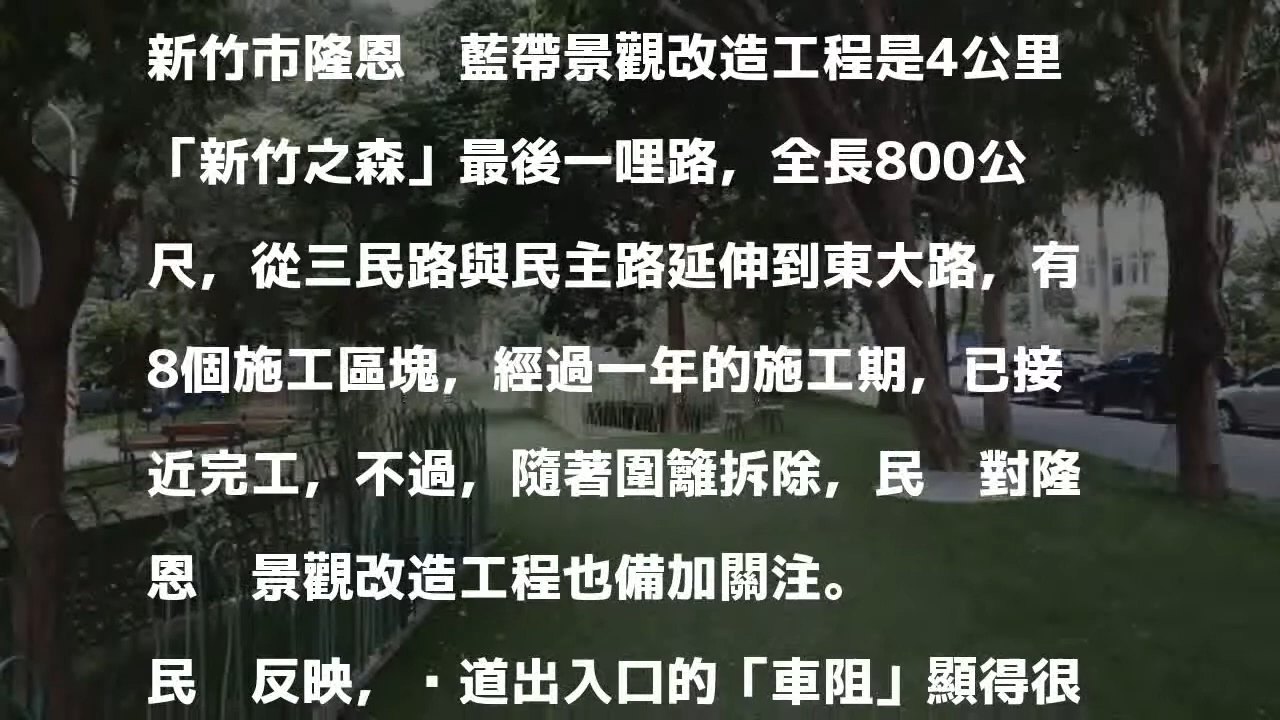 新竹市隆恩　藍帶景觀改造工程是4公里
「新竹之森」最後一哩路，全長800公
尺，從三民路與民主路延伸到東大路，有
8個施工區塊，經過一年的施工期，已接
近完工，不過，隨著圍籬拆除，民　對隆
恩　景觀改造工程也備加關注。
民　反映，▪道出入口的「車阻」顯得很